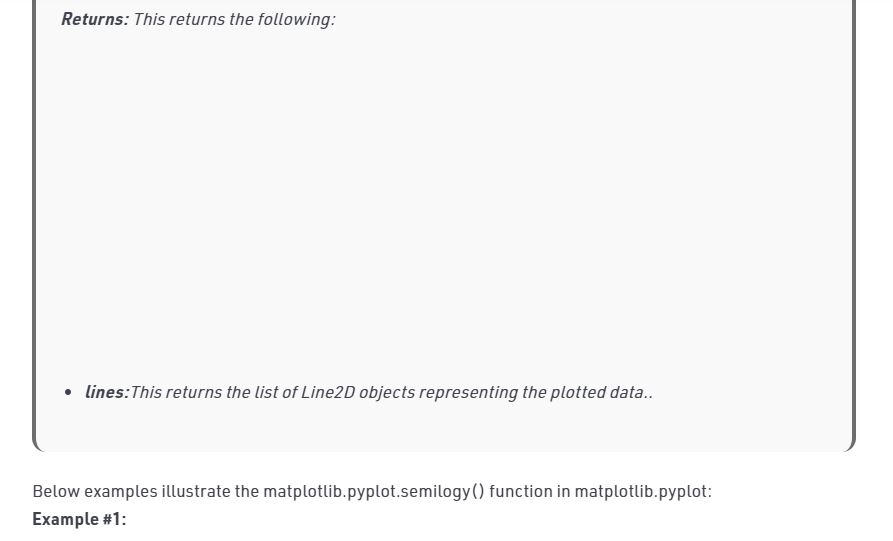 Returns: This returns the following:
• lines:This returns the list of Line2D objects representing the plotted data..
Below examples illustrate the matplotlib.pyplot.semilogy() function in matplotlib.pyplot:
Example #1: